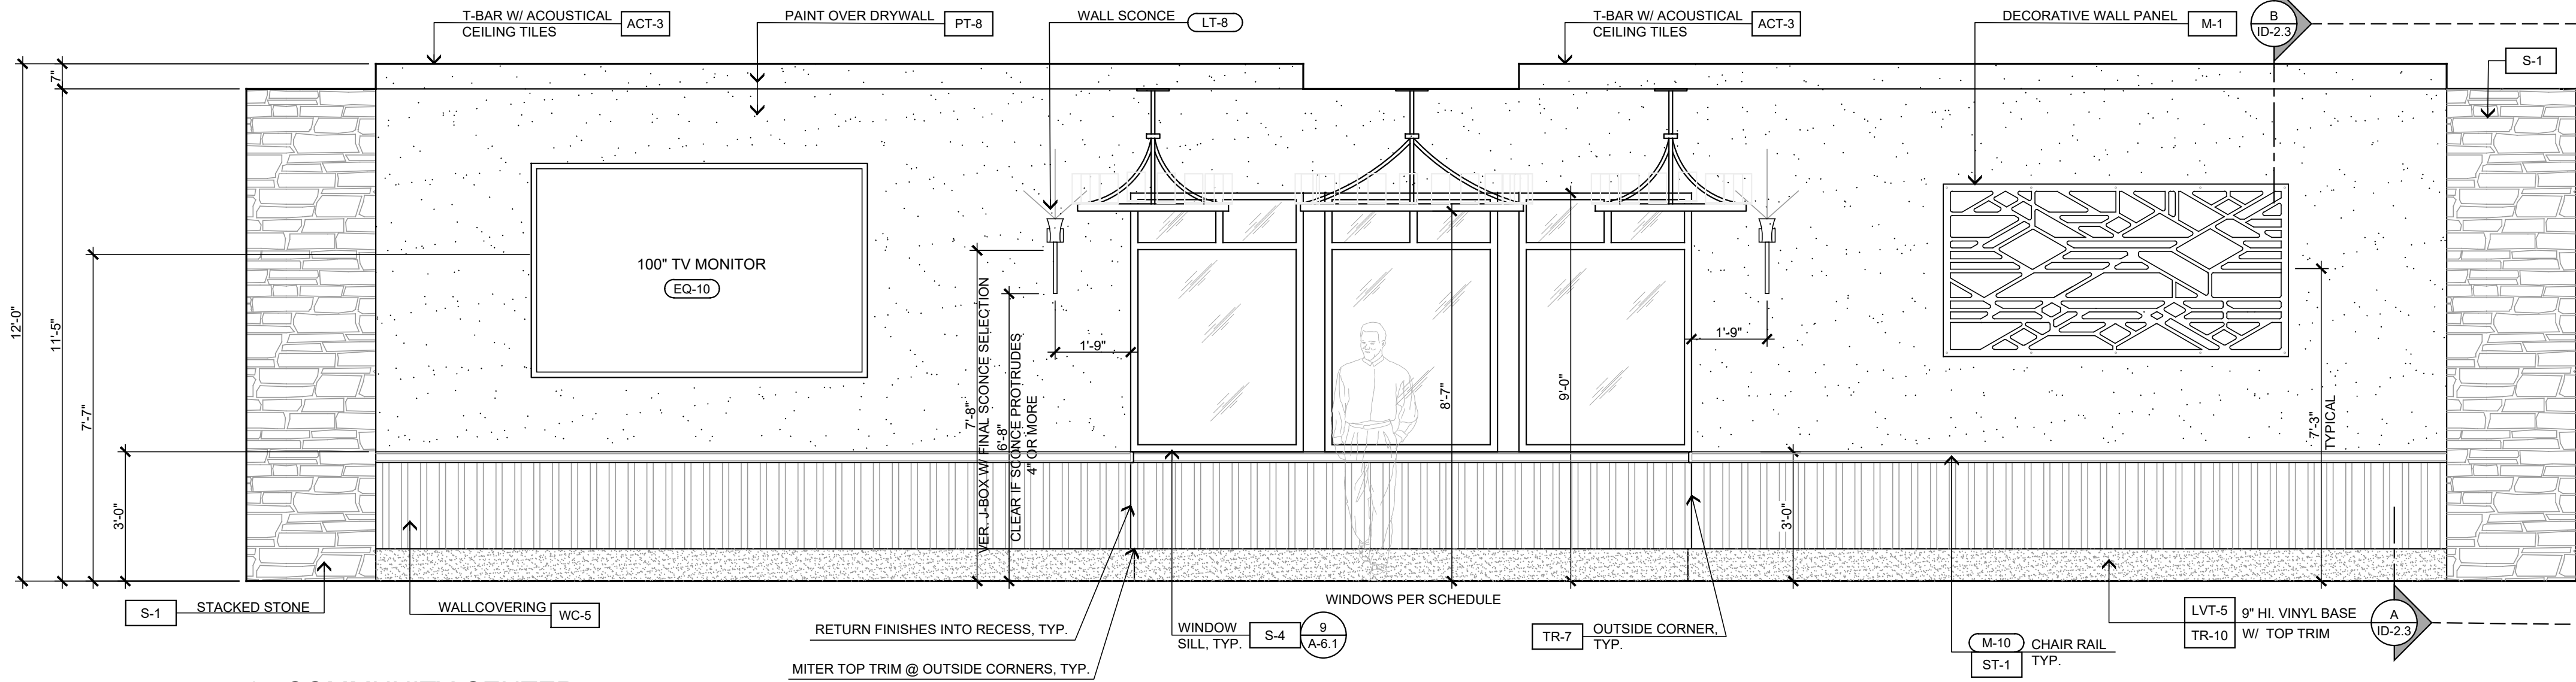 T-BAR W/ ACOUSTICAL
CEILING TILES
ACT-3
PAINT OVER DRYWALL
PT-8
WALL SCONCE
LT-8
T-BAR W/ ACOUSTICAL
CEILING TILES
ACT-3
DECORATIVE WALL PANEL
M-1
B
ID-2.3
S-1
7"
12'-0"
11'-5"
7'-7"
3'-0"
100" TV MONITOR
EQ-10
7'-8"
VER. J-BOX W/ FINAL SCONCE SELECTION
6'-8"
CLEAR IF SCONCE PROTRUDES
4" OR MORE
1'-9"
8'-7"
9'-0"
1'-9"
3'-0"
7'-3"
TYPICAL
S-1
STACKED STONE
WALLCOVERING
WC-5
RETURN FINISHES INTO RECESS, TYP.
MITER TOP TRIM @ OUTSIDE CORNERS, TYP.
WINDOW
SILL, TYP.
S-4
9
A-6.1
WINDOWS PER SCHEDULE
TR-7
OUTSIDE CORNER,
TYP.
M-10
ST-1
CHAIR RAIL
TYP.
LVT-5
TR-10
9" HI. VINYL BASE
W/ TOP TRIM
A
ID-2.3